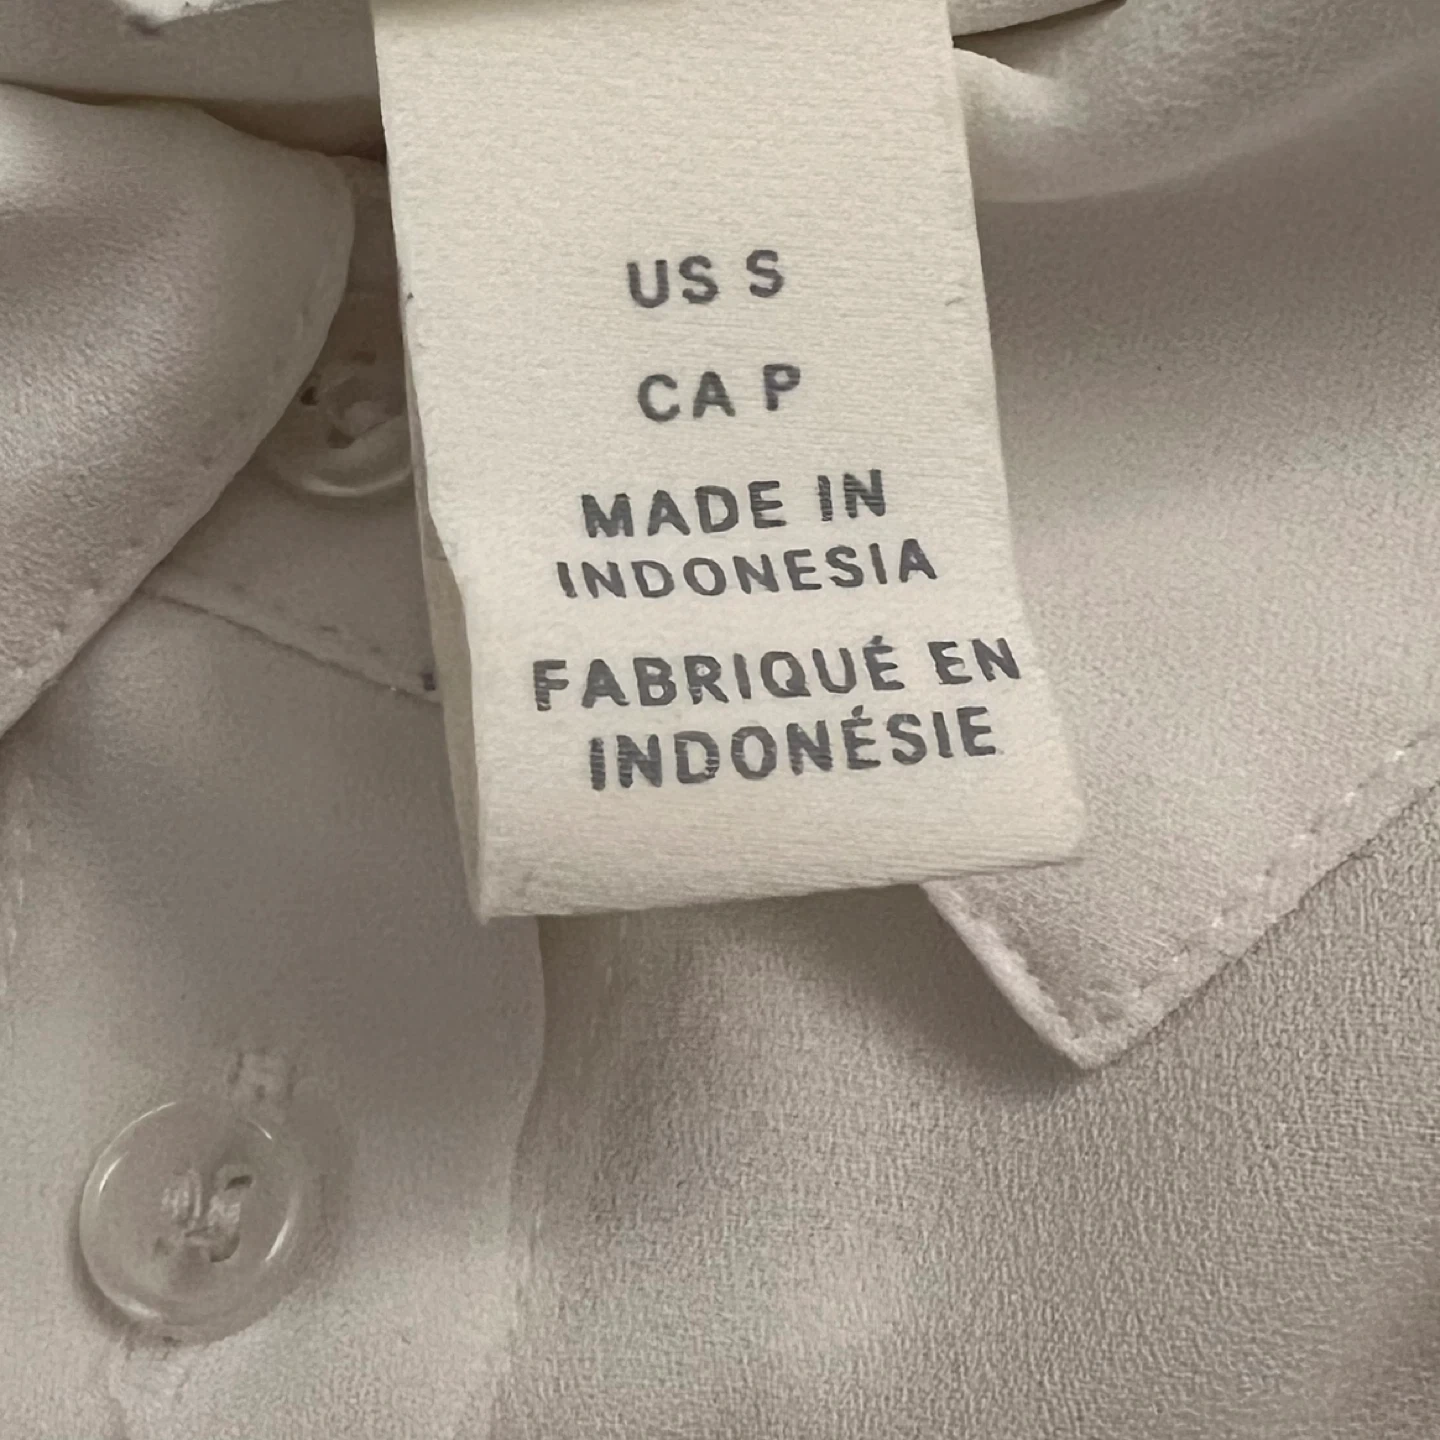 US S
CA P
MADE IN
INDONESIA
FABRIQUÉ EN
INDONÉSIE